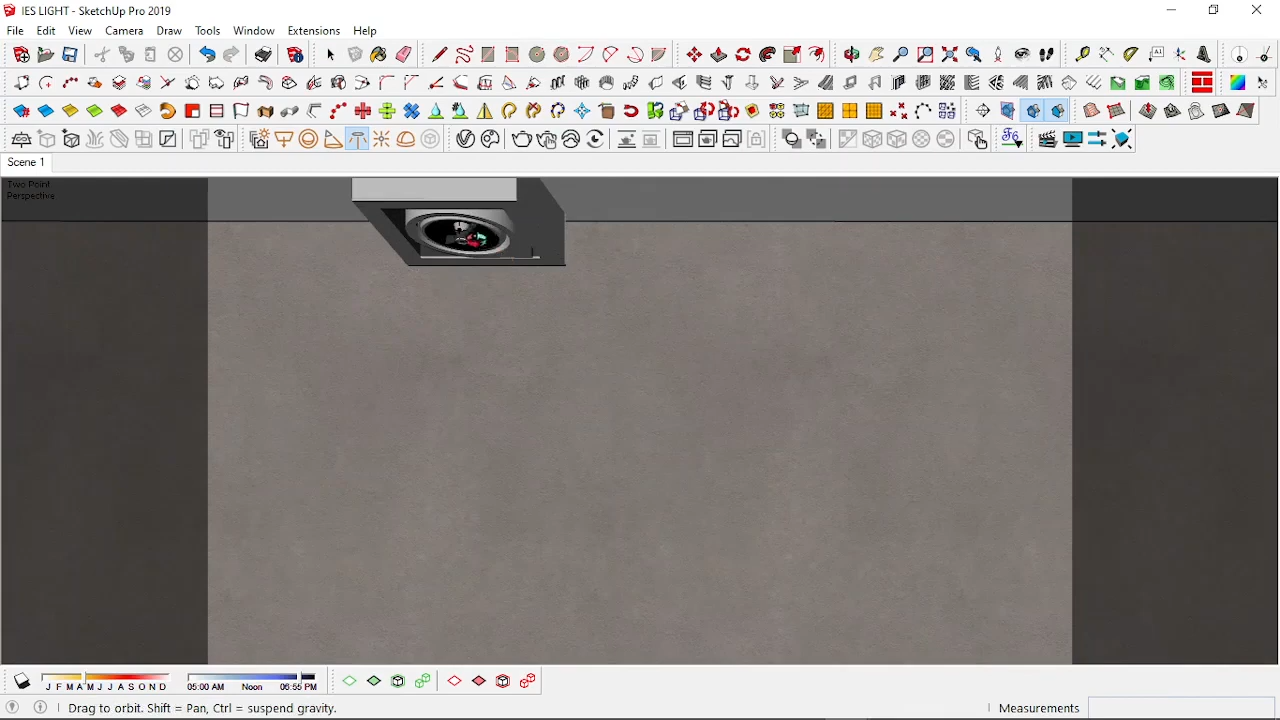 IES LIGHT - SketchUp Pro 2019
File Edit View Camera Draw Tools Window Extensions Help
Scene 1
Two Point
Perspective
J F M A M J J A S O N D
05:00 AM Noon 06:55 PM
Drag to orbit. Shift = Pan, Ctrl = suspend gravity.
Measurements